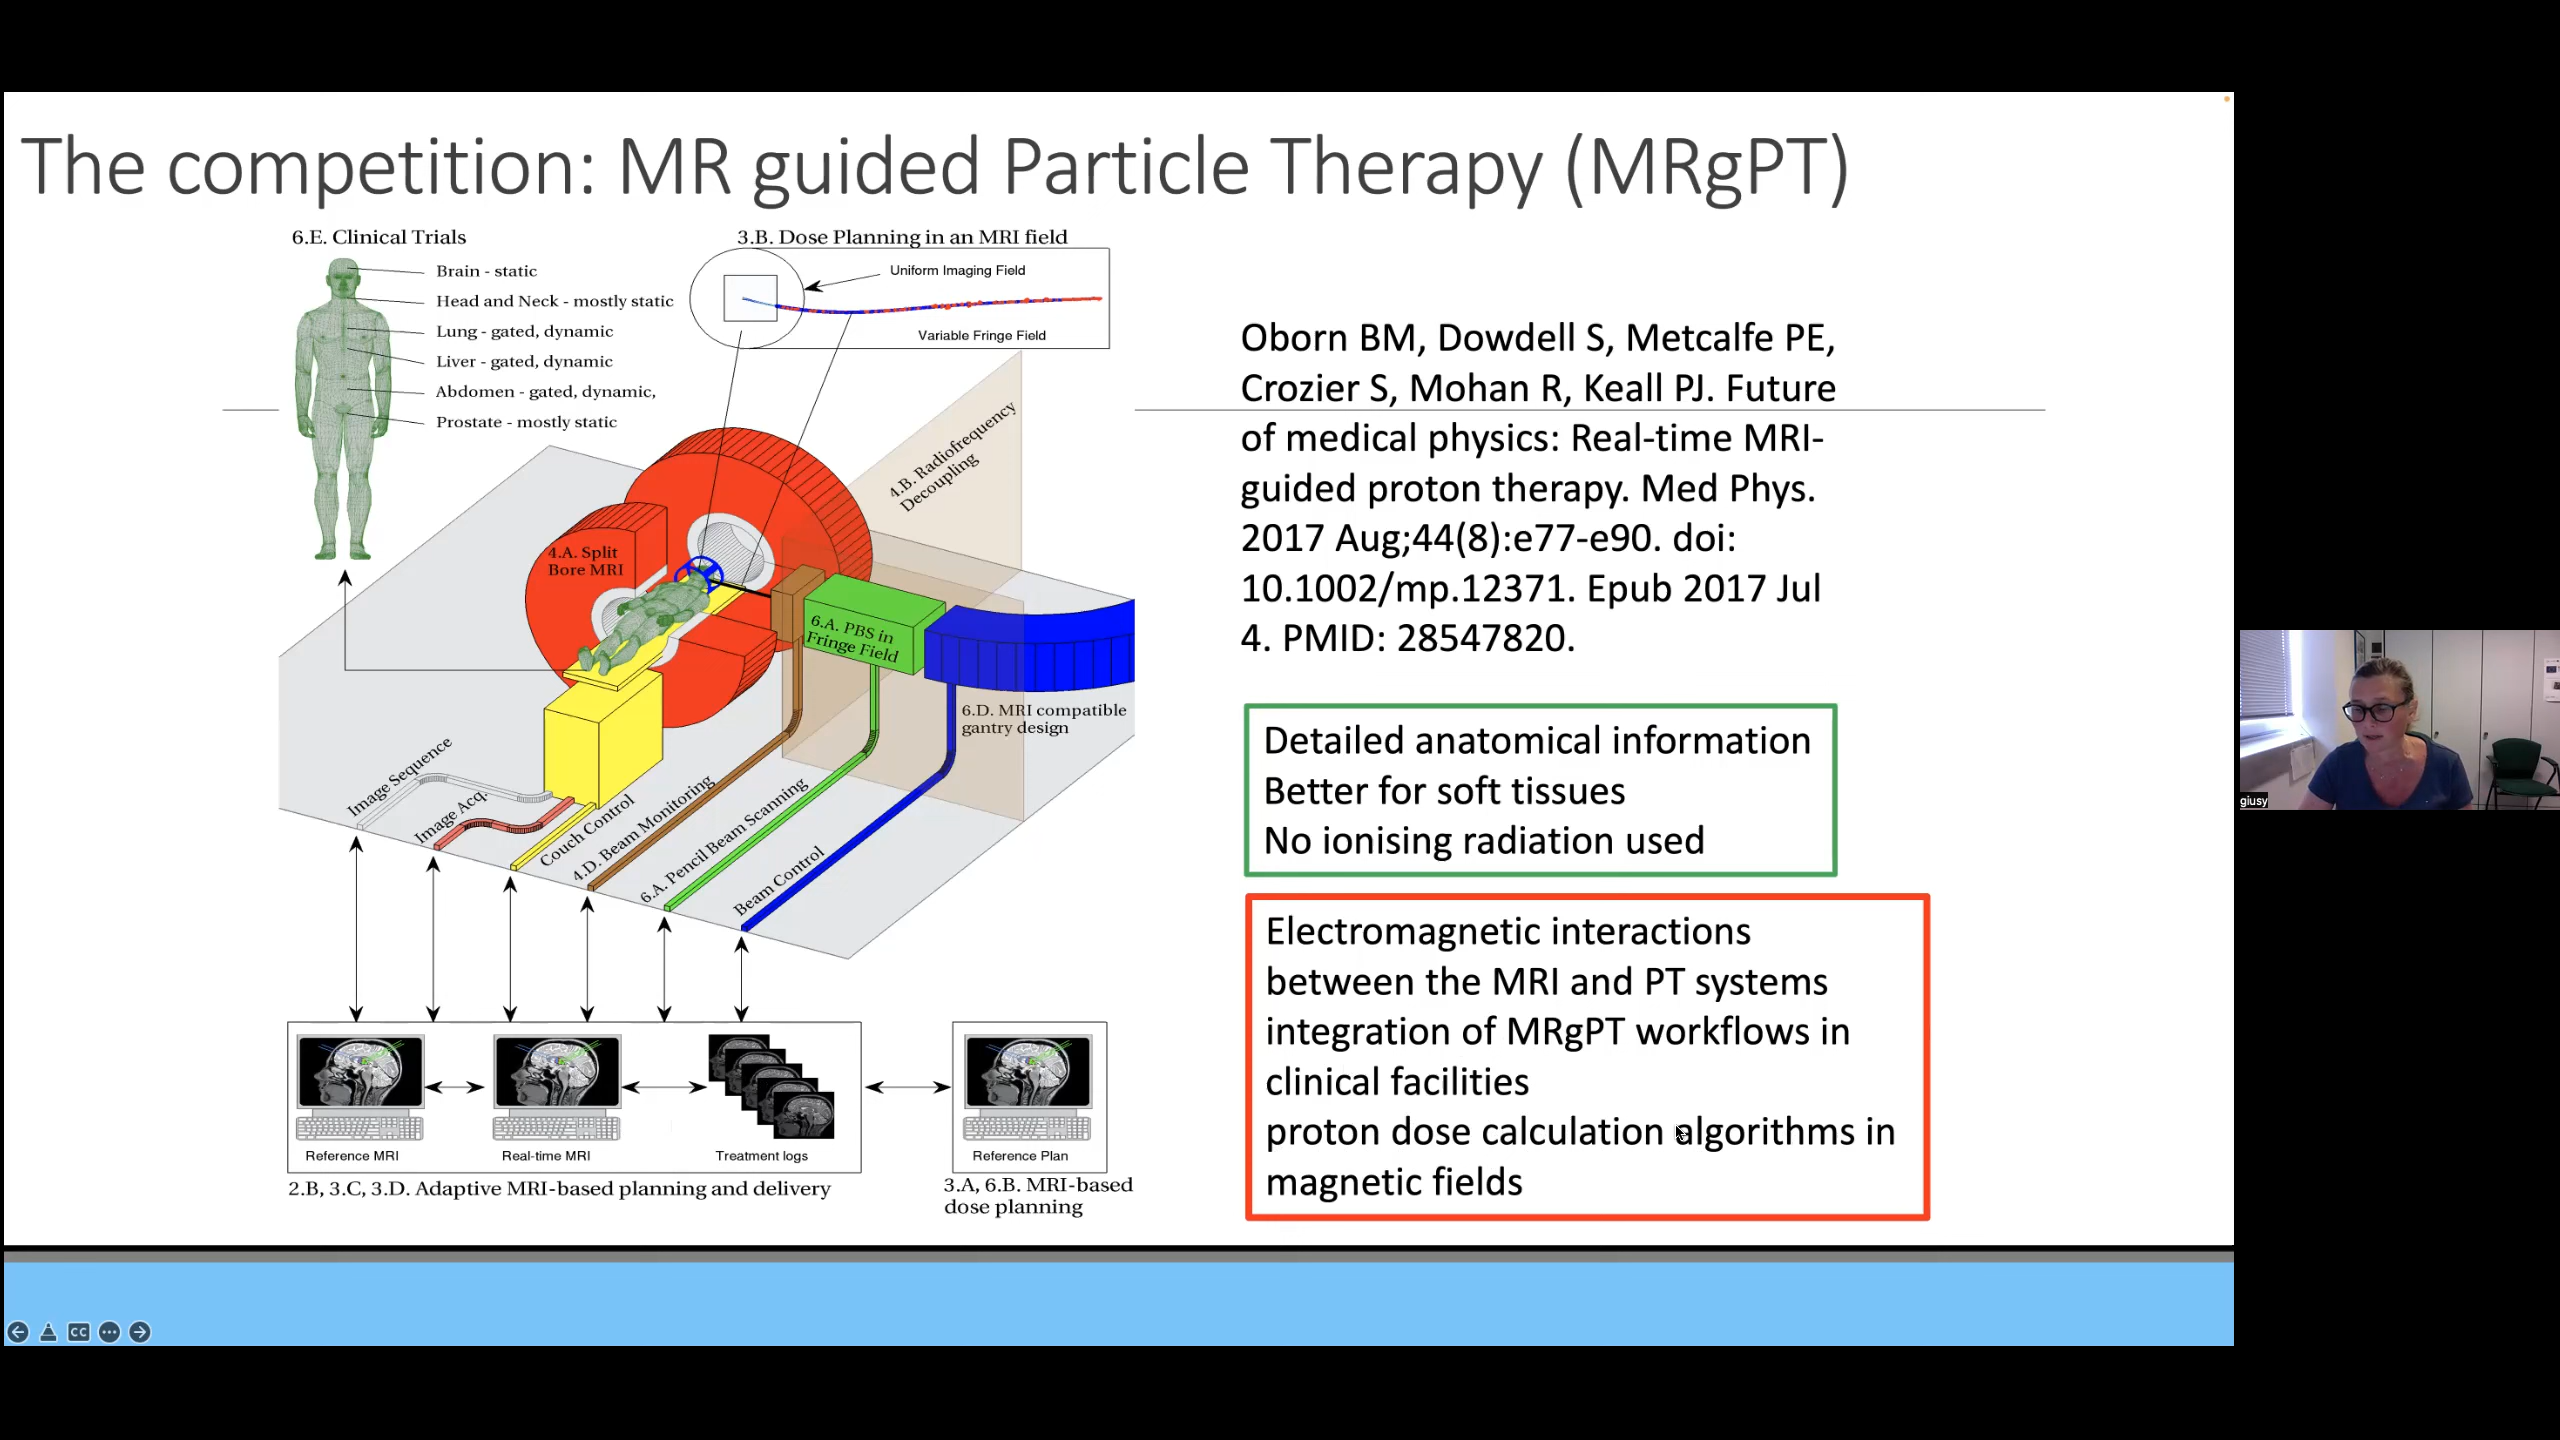 The competition: MR guided Particle Therapy (MRgPT)
6.E. Clinical Trials
Brain - static
Head and Neck - mostly static
Lung - gated, dynamic
Liver - gated, dynamic
Abdomen - gated, dynamic,
Prostate - mostly static
3.B. Dose Planning in an MRI field
Uniform Imaging Field
Variable Fringe Field
4.B. Radiofrequency
Decoupling
4.A. Split
Bore MRI
6.A. PBS in
Fringe Field
6.D. MRI compatible
gantry design
Image Sequence
Image Acq.
Couch Control
4.D. Beam Monitoring
6.A. Pencil Beam Scanning
Beam Control
Reference MRI
Real-time MRI
Treatment logs
Reference Plan
2.B, 3.C, 3.D. Adaptive MRI-based planning and delivery
3.A, 6.B. MRI-based
dose planning
Oborn BM, Dowdell S, Metcalfe PE,
Crozier S, Mohan R, Keall PJ. Future
of medical physics: Real-time MRI-
guided proton therapy. Med Phys.
2017 Aug;44(8):e77-e90. doi:
10.1002/mp.12371. Epub 2017 Jul
4. PMID: 28547820.
Detailed anatomical information
Better for soft tissues
No ionising radiation used
Electromagnetic interactions
between the MRI and PT systems
integration of MRgPT workflows in
clinical facilities
proton dose calculation algorithms in
magnetic fields
giusy
CC